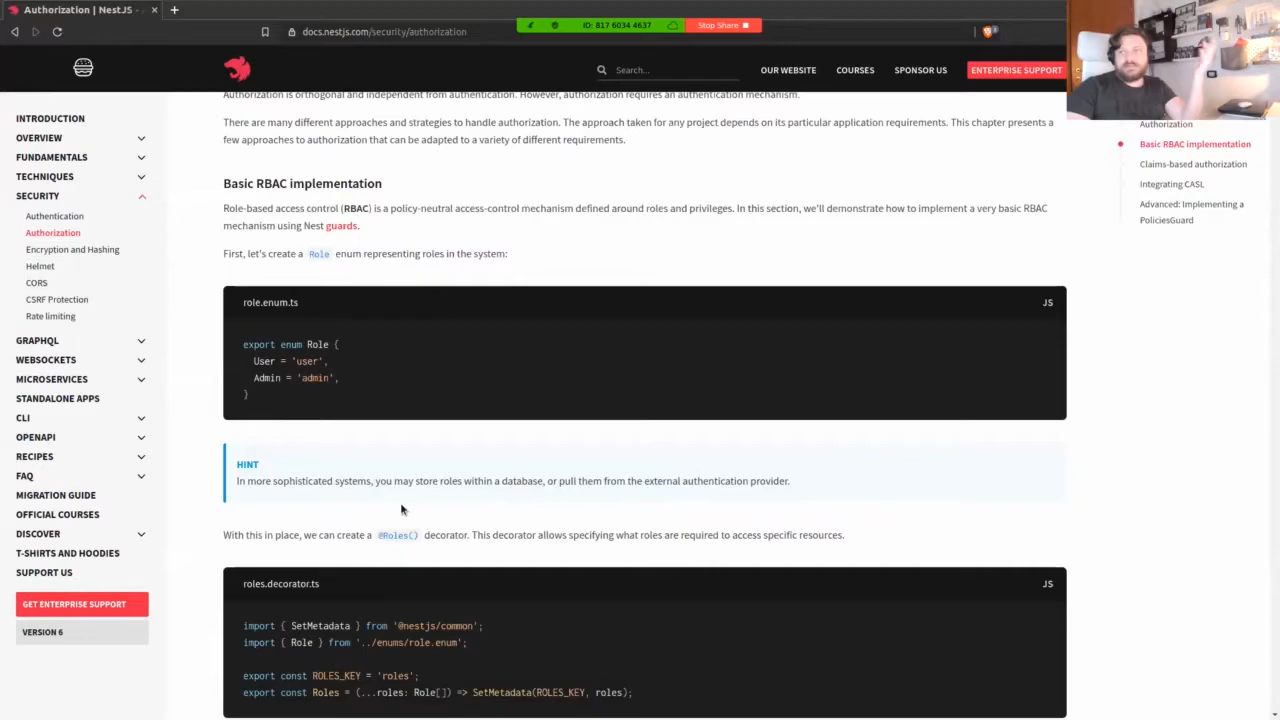 Authorization | NestJS -
docs.nestjs.com/security/authorization
ID: 817 6034 4637
Stop Share
Search...
OUR WEBSITE
COURSES
SPONSOR US
ENTERPRISE SUPPORT
INTRODUCTION
OVERVIEW
FUNDAMENTALS
TECHNIQUES
SECURITY
Authentication
Authorization
Encryption and Hashing
Helmet
CORS
CSRF Protection
Rate limiting
GRAPHQL
WEBSOCKETS
MICROSERVICES
STANDALONE APPS
CLI
OPENAPI
RECIPES
FAQ
MIGRATION GUIDE
OFFICIAL COURSES
DISCOVER
T-SHIRTS AND HOODIES
SUPPORT US
GET ENTERPRISE SUPPORT
VERSION 6
Authorization is orthogonal and independent from authentication. However, authorization requires an authentication mechanism.
There are many different approaches and strategies to handle authorization. The approach taken for any project depends on its particular application requirements. This chapter presents a
few approaches to authorization that can be adapted to a variety of different requirements.
Basic RBAC implementation
Role-based access control (RBAC) is a policy-neutral access-control mechanism defined around roles and privileges. In this section, we'll demonstrate how to implement a very basic RBAC
mechanism using Nest guards.
First, let's create a Role enum representing roles in the system:
role.enum.ts
JS
export enum Role {
User = 'user',
Admin = 'admin',
}
HINT
In more sophisticated systems, you may store roles within a database, or pull them from the external authentication provider.
With this in place, we can create a @Roles() decorator. This decorator allows specifying what roles are required to access specific resources.
roles.decorator.ts
JS
import { SetMetadata } from '@nestjs/common';
import { Role } from '../enums/role.enum';
export const ROLES_KEY = 'roles';
export const Roles = (...roles: Role[]) => SetMetadata(ROLES_KEY, roles);
Authorization
Basic RBAC implementation
Claims-based authorization
Integrating CASL
Advanced: Implementing a
PoliciesGuard